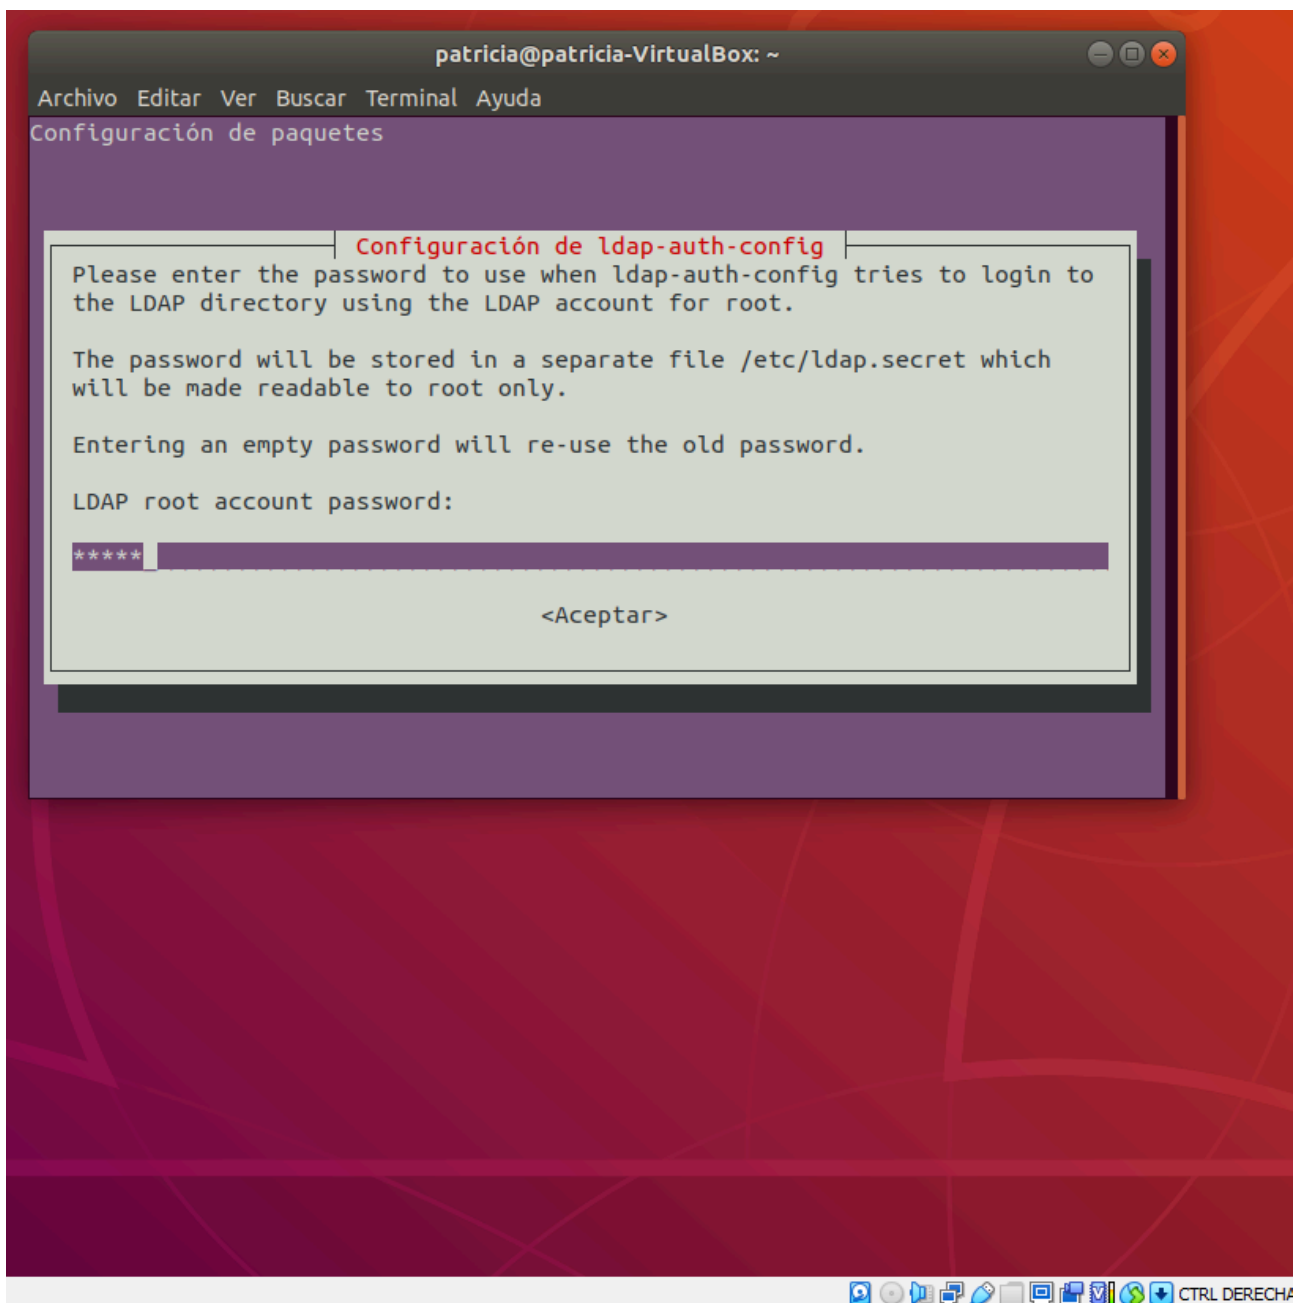 patricia@patricia-VirtualBox: ~
Archivo Editar Ver Buscar Terminal Ayuda
Configuración de paquetes
Configuración de ldap-auth-config
Please enter the password to use when ldap-auth-config tries to login to
the LDAP directory using the LDAP account for root.
The password will be stored in a separate file /etc/ldap.secret which
will be made readable to root only.
Entering an empty password will re-use the old password.
LDAP root account password:
*****_
<Aceptar>
CTRL DERECHA